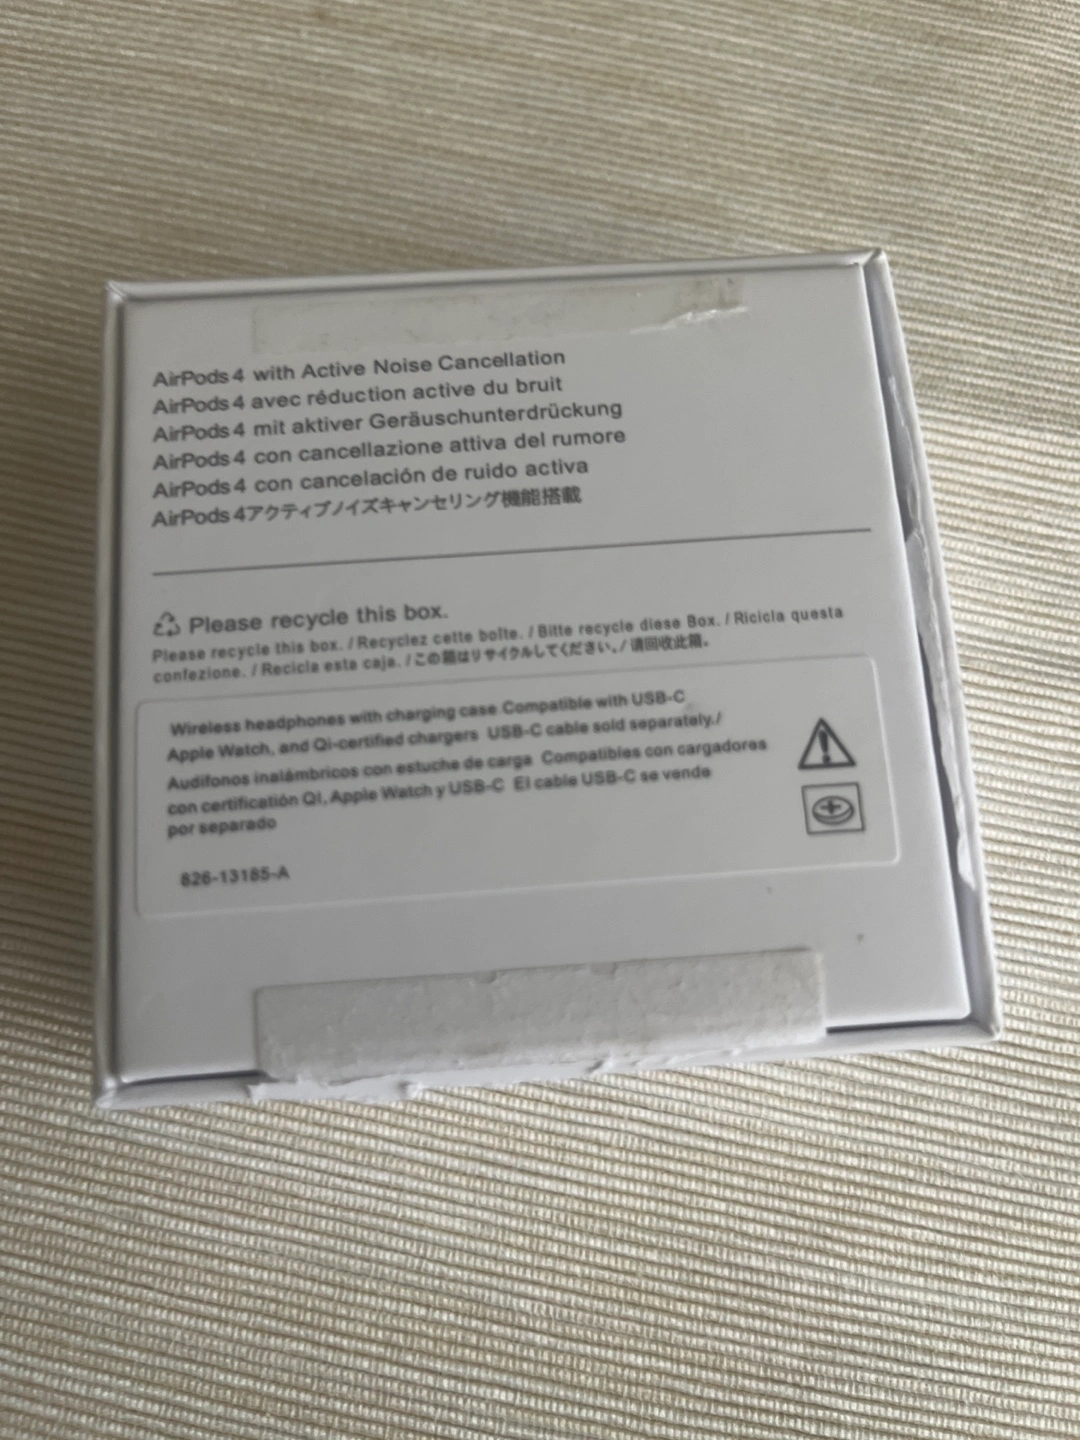 AirPods 4 with Active Noise Cancellation
AirPods 4 avec réduction active du bruit
AirPods 4 mit aktiver Geräuschunterdrückung
AirPods 4 con cancellazione attiva del rumore
AirPods 4 con cancelación de ruido activa
AirPods 4アクティブノイズキャンセリング機能搭載
Please recycle this box.
Please recycle this box. / Recyclez cette boîte. / Bitte recycle diese Box. / Ricicla questa
confezione. / Recicla esta caja. / この箱はリサイクルしてください。/ 请回收此箱。
Wireless headphones with charging case Compatible with USB-C
Apple Watch, and Qi-certified chargers USB-C cable sold separately./
Audifonos inalámbricos con estuche de carga Compatibles con cargadores
con certificatión QI, Apple Watch y USB-C El cable USB-C se vende
por separado
826-13185-A